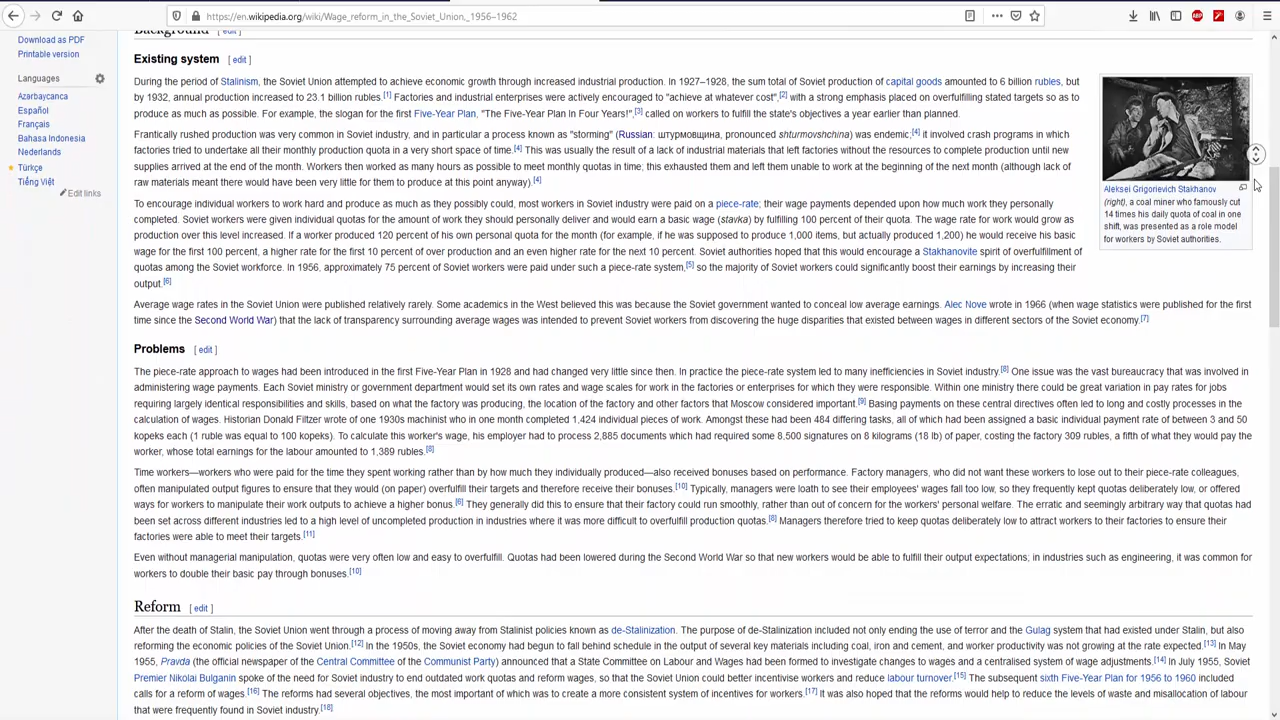 https://en.wikipedia.org/wiki/Wage_reform_in_the_Soviet_Union,_1956–1962
ABP
Download as PDF
Printable version
Languages
Azərbaycanca
Español
Français
Bahasa Indonesia
Nederlands
Türkçe
Tiếng Việt
Edit links
Background [ edit ]
Existing system [ edit ]
During the period of Stalinism, the Soviet Union attempted to achieve economic growth through increased industrial production. In 1927–1928, the sum total of Soviet production of capital goods amounted to 6 billion rubles, but
by 1932, annual production increased to 23.1 billion rubles.[1] Factories and industrial enterprises were actively encouraged to "achieve at whatever cost",[2] with a strong emphasis placed on overfulfilling stated targets so as to
produce as much as possible. For example, the slogan for the first Five-Year Plan, "The Five-Year Plan In Four Years!",[3] called on workers to fulfill the state's objectives a year earlier than planned.
Frantically rushed production was very common in Soviet industry, and in particular a process known as "storming" (Russian: штурмовщина, pronounced shturmovshchina) was endemic;[4] it involved crash programs in which
factories tried to undertake all their monthly production quota in a very short space of time.[4] This was usually the result of a lack of industrial materials that left factories without the resources to complete production until new
supplies arrived at the end of the month. Workers then worked as many hours as possible to meet monthly quotas in time; this exhausted them and left them unable to work at the beginning of the next month (although lack of
raw materials meant there would have been very little for them to produce at this point anyway).[4]
To encourage individual workers to work hard and produce as much as they possibly could, most workers in Soviet industry were paid on a piece-rate; their wage payments depended upon how much work they personally
completed. Soviet workers were given individual quotas for the amount of work they should personally deliver and would earn a basic wage (stavka) by fulfilling 100 percent of their quota. The wage rate for work would grow as
production over this level increased. If a worker produced 120 percent of his own personal quota for the month (for example, if he was supposed to produce 1,000 items, but actually produced 1,200) he would receive his basic
wage for the first 100 percent, a higher rate for the first 10 percent of over production and an even higher rate for the next 10 percent. Soviet authorities hoped that this would encourage a Stakhanovite spirit of overfulfillment of
quotas among the Soviet workforce. In 1956, approximately 75 percent of Soviet workers were paid under such a piece-rate system,[5] so the majority of Soviet workers could significantly boost their earnings by increasing their
output.[6]
Average wage rates in the Soviet Union were published relatively rarely. Some academics in the West believed this was because the Soviet government wanted to conceal low average earnings. Alec Nove wrote in 1966 (when wage statistics were published for the first
time since the Second World War) that the lack of transparency surrounding average wages was intended to prevent Soviet workers from discovering the huge disparities that existed between wages in different sectors of the Soviet economy.[7]
Aleksei Grigorievich Stakhanov
(right), a coal miner who famously cut
14 times his daily quota of coal in one
shift, was presented as a role model
for workers by Soviet authorities.
Problems [ edit ]
The piece-rate approach to wages had been introduced in the first Five-Year Plan in 1928 and had changed very little since then. In practice the piece-rate system led to many inefficiencies in Soviet industry.[8] One issue was the vast bureaucracy that was involved in
administering wage payments. Each Soviet ministry or government department would set its own rates and wage scales for work in the factories or enterprises for which they were responsible. Within one ministry there could be great variation in pay rates for jobs
requiring largely identical responsibilities and skills, based on what the factory was producing, the location of the factory and other factors that Moscow considered important.[9] Basing payments on these central directives often led to long and costly processes in the
calculation of wages. Historian Donald Filtzer wrote of one 1930s machinist who in one month completed 1,424 individual pieces of work. Amongst these had been 484 differing tasks, all of which had been assigned a basic individual payment rate of between 3 and 50
kopeks each (1 ruble was equal to 100 kopeks). To calculate this worker's wage, his employer had to process 2,885 documents which had required some 8,500 signatures on 8 kilograms (18 lb) of paper, costing the factory 309 rubles, a fifth of what they would pay the
worker, whose total earnings for the labour amounted to 1,389 rubles.[8]
Time workers—workers who were paid for the time they spent working rather than by how much they individually produced—also received bonuses based on performance. Factory managers, who did not want these workers to lose out to their piece-rate colleagues,
often manipulated output figures to ensure that they would (on paper) overfulfill their targets and therefore receive their bonuses.[10] Typically, managers were loath to see their employees' wages fall too low, so they frequently kept quotas deliberately low, or offered
ways for workers to manipulate their work outputs to achieve a higher bonus.[6] They generally did this to ensure that their factory could run smoothly, rather than out of concern for the workers' personal welfare. The erratic and seemingly arbitrary way that quotas had
been set across different industries led to a high level of uncompleted production in industries where it was more difficult to overfulfill production quotas.[8] Managers therefore tried to keep quotas deliberately low to attract workers to their factories to ensure their
factories were able to meet their targets.[11]
Even without managerial manipulation, quotas were very often low and easy to overfulfill. Quotas had been lowered during the Second World War so that new workers would be able to fulfill their output expectations; in industries such as engineering, it was common for
workers to double their basic pay through bonuses.[10]
Reform [ edit ]
After the death of Stalin, the Soviet Union went through a process of moving away from Stalinist policies known as de-Stalinization. The purpose of de-Stalinization included not only ending the use of terror and the Gulag system that had existed under Stalin, but also
reforming the economic policies of the Soviet Union.[12] In the 1950s, the Soviet economy had begun to fall behind schedule in the output of several key materials including coal, iron and cement, and worker productivity was not growing at the rate expected.[13] In May
1955, Pravda (the official newspaper of the Central Committee of the Communist Party) announced that a State Committee on Labour and Wages had been formed to investigate changes to wages and a centralised system of wage adjustments.[14] In July 1955, Soviet
Premier Nikolai Bulganin spoke of the need for Soviet industry to end outdated work quotas and reform wages, so that the Soviet Union could better incentivise workers and reduce labour turnover.[15] The subsequent sixth Five-Year Plan for 1956 to 1960 included
calls for a reform of wages.[16] The reforms had several objectives, the most important of which was to create a more consistent system of incentives for workers.[17] It was also hoped that the reforms would help to reduce the levels of waste and misallocation of labour
that were frequently found in Soviet industry.[18]